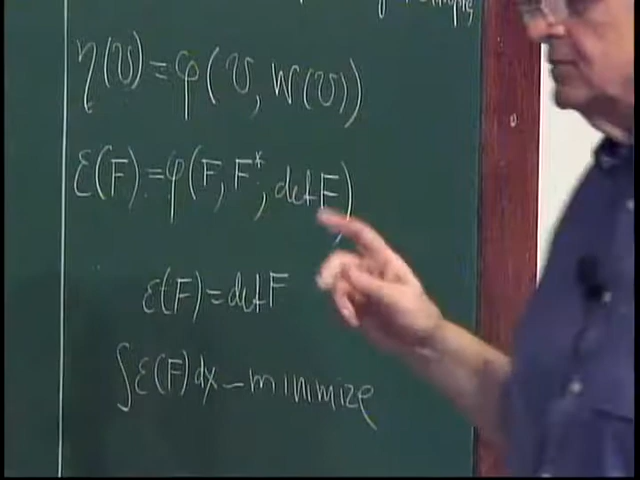 η(U) = φ(U, W(U))
ε(F) = φ(F, F*, det F)
ε(F) = det F
∫ε(F)dx – minimize